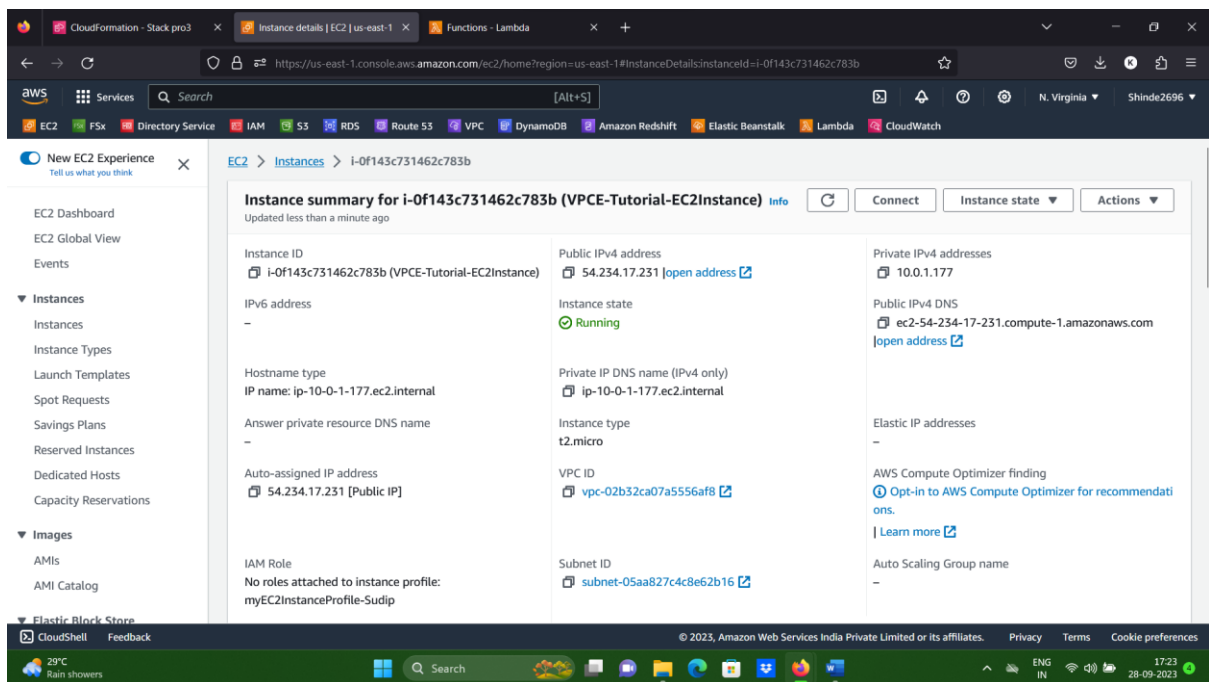 CloudFormation - Stack pro3
Instance details | EC2 | us-east-1
Functions - Lambda
https://us-east-1.console.aws.amazon.com/ec2/home?region=us-east-1#InstanceDetails:instanceId=i-0f143c731462c783b
aws Services Search [Alt+S] N. Virginia Shinde2696
EC2 FSx Directory Service IAM S3 RDS Route 53 VPC DynamoDB Amazon Redshift Elastic Beanstalk Lambda CloudWatch
New EC2 Experience
Tell us what you think
EC2 Dashboard
EC2 Global View
Events
Instances
Instances
Instance Types
Launch Templates
Spot Requests
Savings Plans
Reserved Instances
Dedicated Hosts
Capacity Reservations
Images
AMIs
AMI Catalog
Elastic Block Store
EC2 > Instances > i-0f143c731462c783b
Instance summary for i-0f143c731462c783b (VPCE-Tutorial-EC2Instance) Info
Updated less than a minute ago
Connect
Instance state
Actions
Instance ID
i-0f143c731462c783b (VPCE-Tutorial-EC2Instance)
Public IPv4 address
54.234.17.231 |open address
Private IPv4 addresses
10.0.1.177
IPv6 address
–
Instance state
Running
Public IPv4 DNS
ec2-54-234-17-231.compute-1.amazonaws.com
|open address
Hostname type
IP name: ip-10-0-1-177.ec2.internal
Private IP DNS name (IPv4 only)
ip-10-0-1-177.ec2.internal
Answer private resource DNS name
–
Instance type
t2.micro
Elastic IP addresses
–
Auto-assigned IP address
54.234.17.231 [Public IP]
VPC ID
vpc-02b32ca07a5556af8
AWS Compute Optimizer finding
Opt-in to AWS Compute Optimizer for recommendati
ons.
| Learn more
IAM Role
No roles attached to instance profile:
myEC2InstanceProfile-Sudip
Subnet ID
subnet-05aa827c4c8e62b16
Auto Scaling Group name
–
CloudShell Feedback © 2023, Amazon Web Services India Private Limited or its affiliates. Privacy Terms Cookie preferences
29°C
Rain showers
Search
ENG
IN
17:23
28-09-2023
4